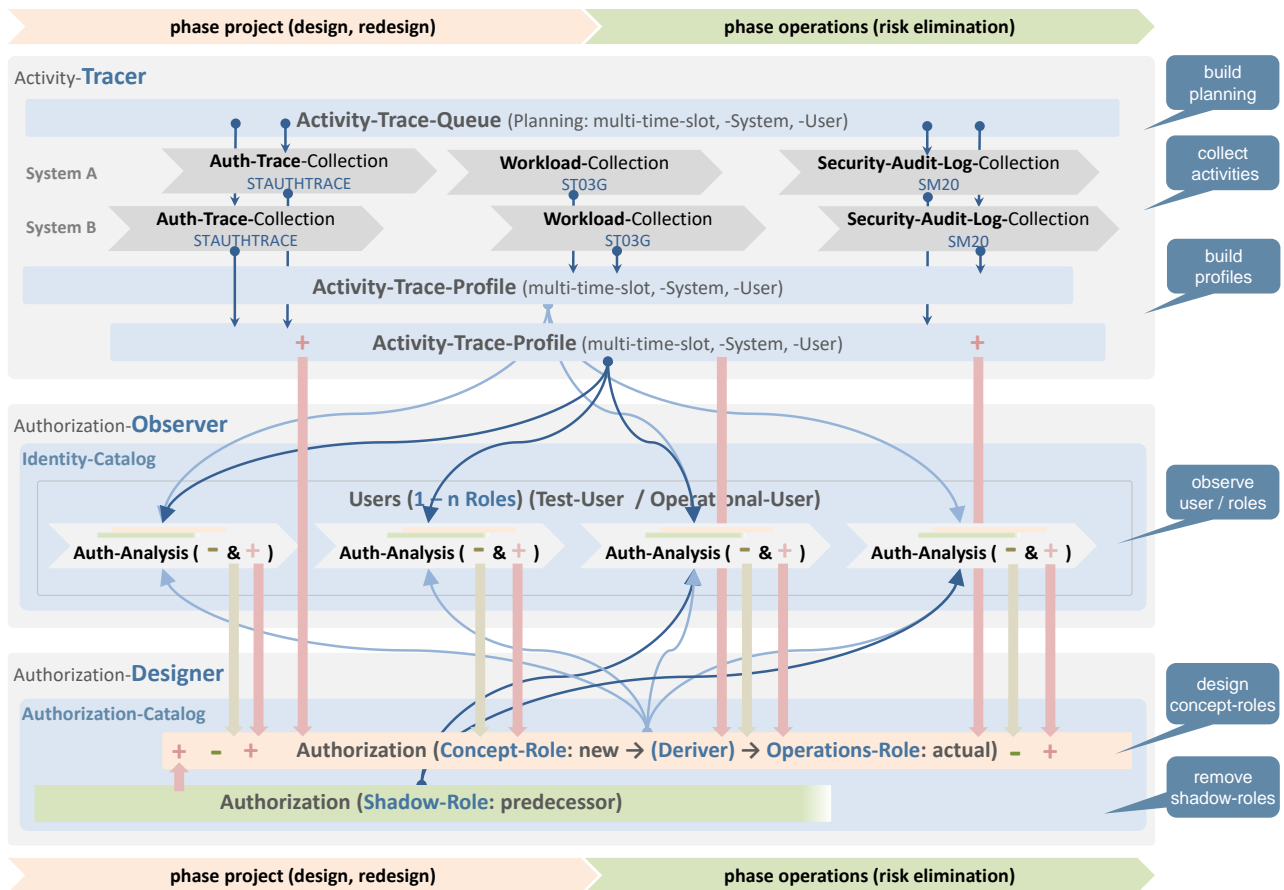 phase project (design, redesign)
phase operations (risk elimination)
Activity-Tracer
build
planning
Activity-Trace-Queue (Planning: multi-time-slot, -System, -User)
System A
Auth-Trace-Collection
STAUTHTRACE
Workload-Collection
ST03G
Security-Audit-Log-Collection
SM20
collect
activities
System B
Auth-Trace-Collection
STAUTHTRACE
Workload-Collection
ST03G
Security-Audit-Log-Collection
SM20
build
profiles
Activity-Trace-Profile (multi-time-slot, -System, -User)
+
Activity-Trace-Profile (multi-time-slot, -System, -User)
+
Authorization-Observer
Identity-Catalog
observe
user / roles
Users (1 – n Roles) (Test-User / Operational-User)
Auth-Analysis ( - & + )
Auth-Analysis ( - & + )
Auth-Analysis ( - & + )
Auth-Analysis ( - & + )
Authorization-Designer
Authorization-Catalog
design
concept-roles
+ - + Authorization (Concept-Role: new → (Deriver) → Operations-Role: actual) + - +
Authorization (Shadow-Role: predecessor)
remove
shadow-roles
phase project (design, redesign)
phase operations (risk elimination)